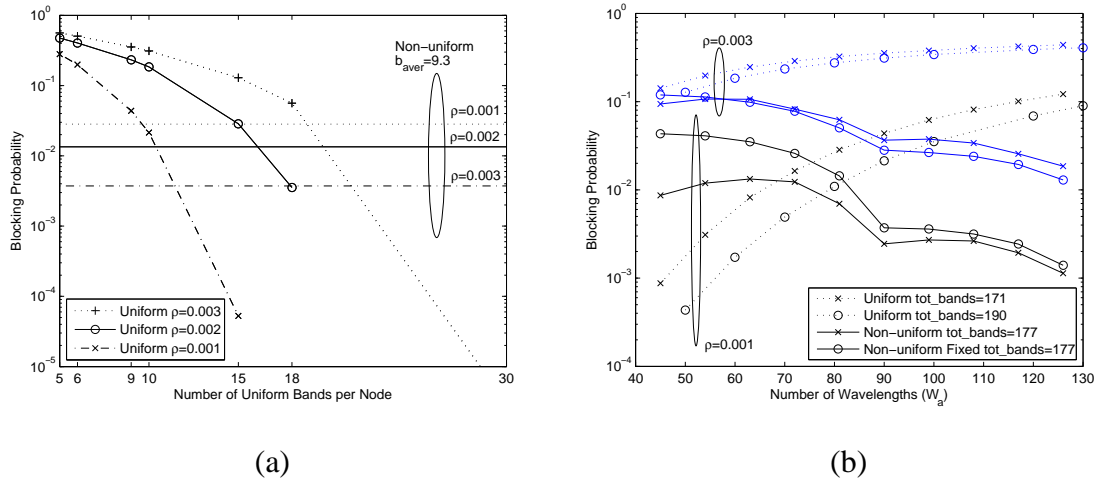 10^0
10^-1
10^-2
10^-3
10^-4
10^-5
Blocking Probability
5 6 9 10 15 18 30
Number of Uniform Bands per Node
Non-uniform
b_aver=9.3
ρ=0.001
ρ=0.002
ρ=0.003
Uniform ρ=0.003
Uniform ρ=0.002
Uniform ρ=0.001
(a)
10^0
10^-1
10^-2
10^-3
10^-4
Blocking Probability
40 50 60 70 80 90 100 110 120 130
Number of Wavelengths (W_a)
ρ=0.003
ρ=0.001
Uniform tot_bands=171
Uniform tot_bands=190
Non-uniform tot_bands=177
Non-uniform Fixed tot_bands=177
(b)